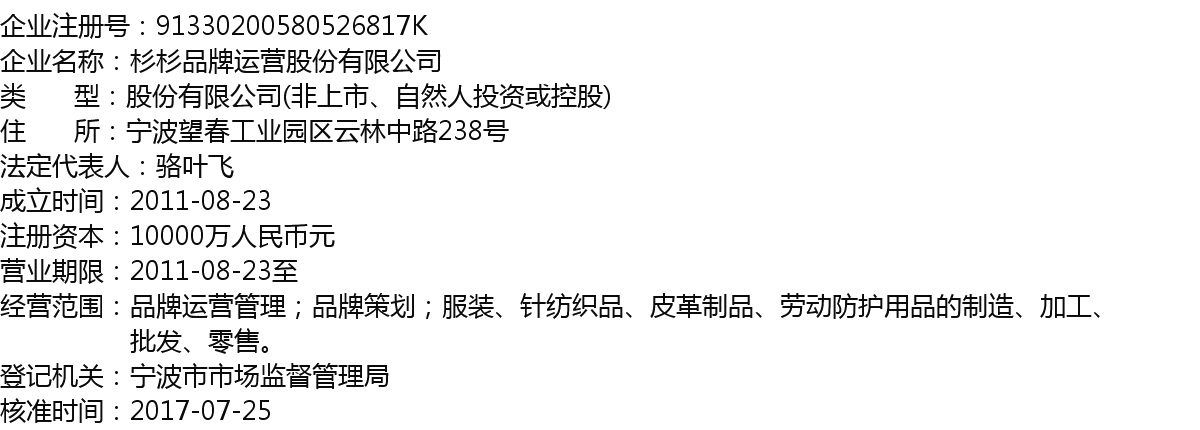 企业注册号：91330200580526817K
企业名称：杉杉品牌运营股份有限公司
类　　型：股份有限公司(非上市、自然人投资或控股)
住　　所：宁波望春工业园区云林中路238号
法定代表人：骆叶飞
成立时间：2011-08-23
注册资本：10000万人民币元
营业期限：2011-08-23至
经营范围：品牌运营管理；品牌策划；服装、针纺织品、皮革制品、劳动防护用品的制造、加工、
批发、零售。
登记机关：宁波市市场监督管理局
核准时间：2017-07-25